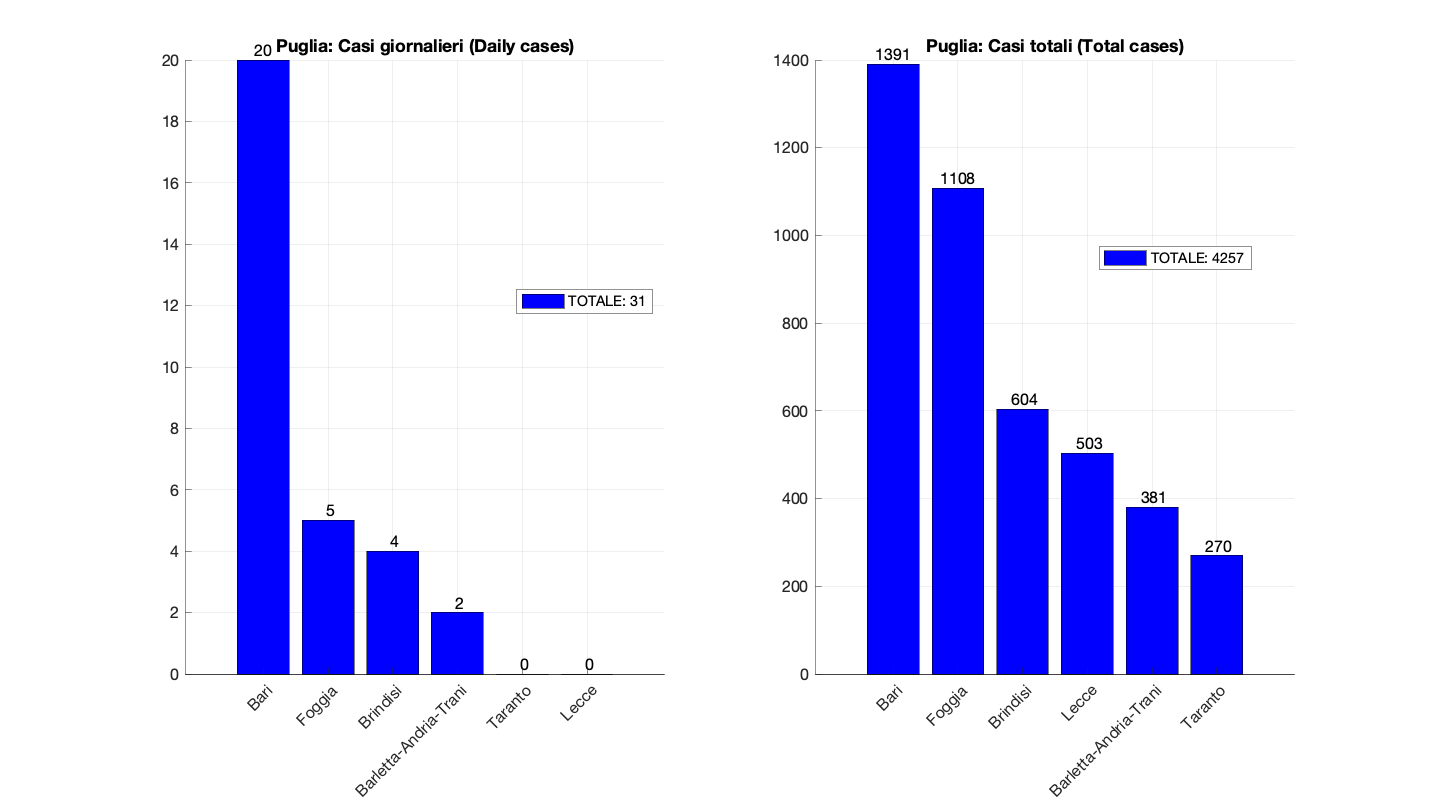 Puglia: Casi giornalieri (Daily cases)
20
18
16
14
12
10
8
6
4
2
0
20
5
4
2
0
0
TOTALE: 31
Bari
Foggia
Brindisi
Barletta-Andria-Trani
Taranto
Lecce
Puglia: Casi totali (Total cases)
1400
1200
1000
800
600
400
200
0
1391
1108
604
503
381
270
TOTALE: 4257
Bari
Foggia
Brindisi
Lecce
Barletta-Andria-Trani
Taranto